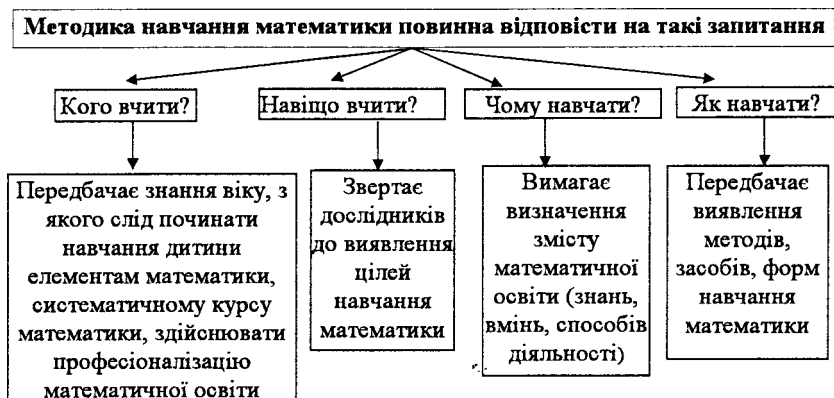 Методика навчання математики повинна відповісти на такі запитання
Кого вчити?
Навіщо вчити?
Чому навчати?
Як навчати?
Передбачає знання віку, з
якого слід починати
навчання дитини
елементам математики,
систематичному курсу
математики, здійснювати
професіоналізацію
математичної освіти
Звертає
дослідників
до виявлення
цілей
навчання
математики
Вимагає
визначення
змісту
математичної
освіти (знань,
вмінь, способів
діяльності)
Передбачає
виявлення
методів,
засобів, форм
навчання
математики